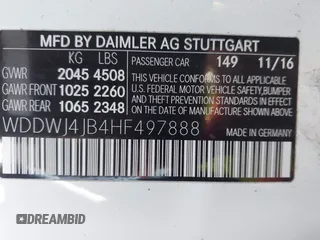 MFD BY DAIMLER AG STUTTGART
KG LBS PASSENGER CAR 149 11/16
GVWR 2045 4508
GAWR FRONT 1025 2260
GAWR REAR 1065 2348
THIS VEHICLE CONFORMS TO ALL
APPLICABLE U.S. FEDERAL
MOTOR VEHICLE SAFETY, BUMPER
AND THEFT PREVENTION
STANDARDS IN EFFECT ON THE
DATE OF MANUFACTURE
SHOWN ABOVE.
WDDWJ4JB4HF497888
MADE IN GERMANY
DREAMBID